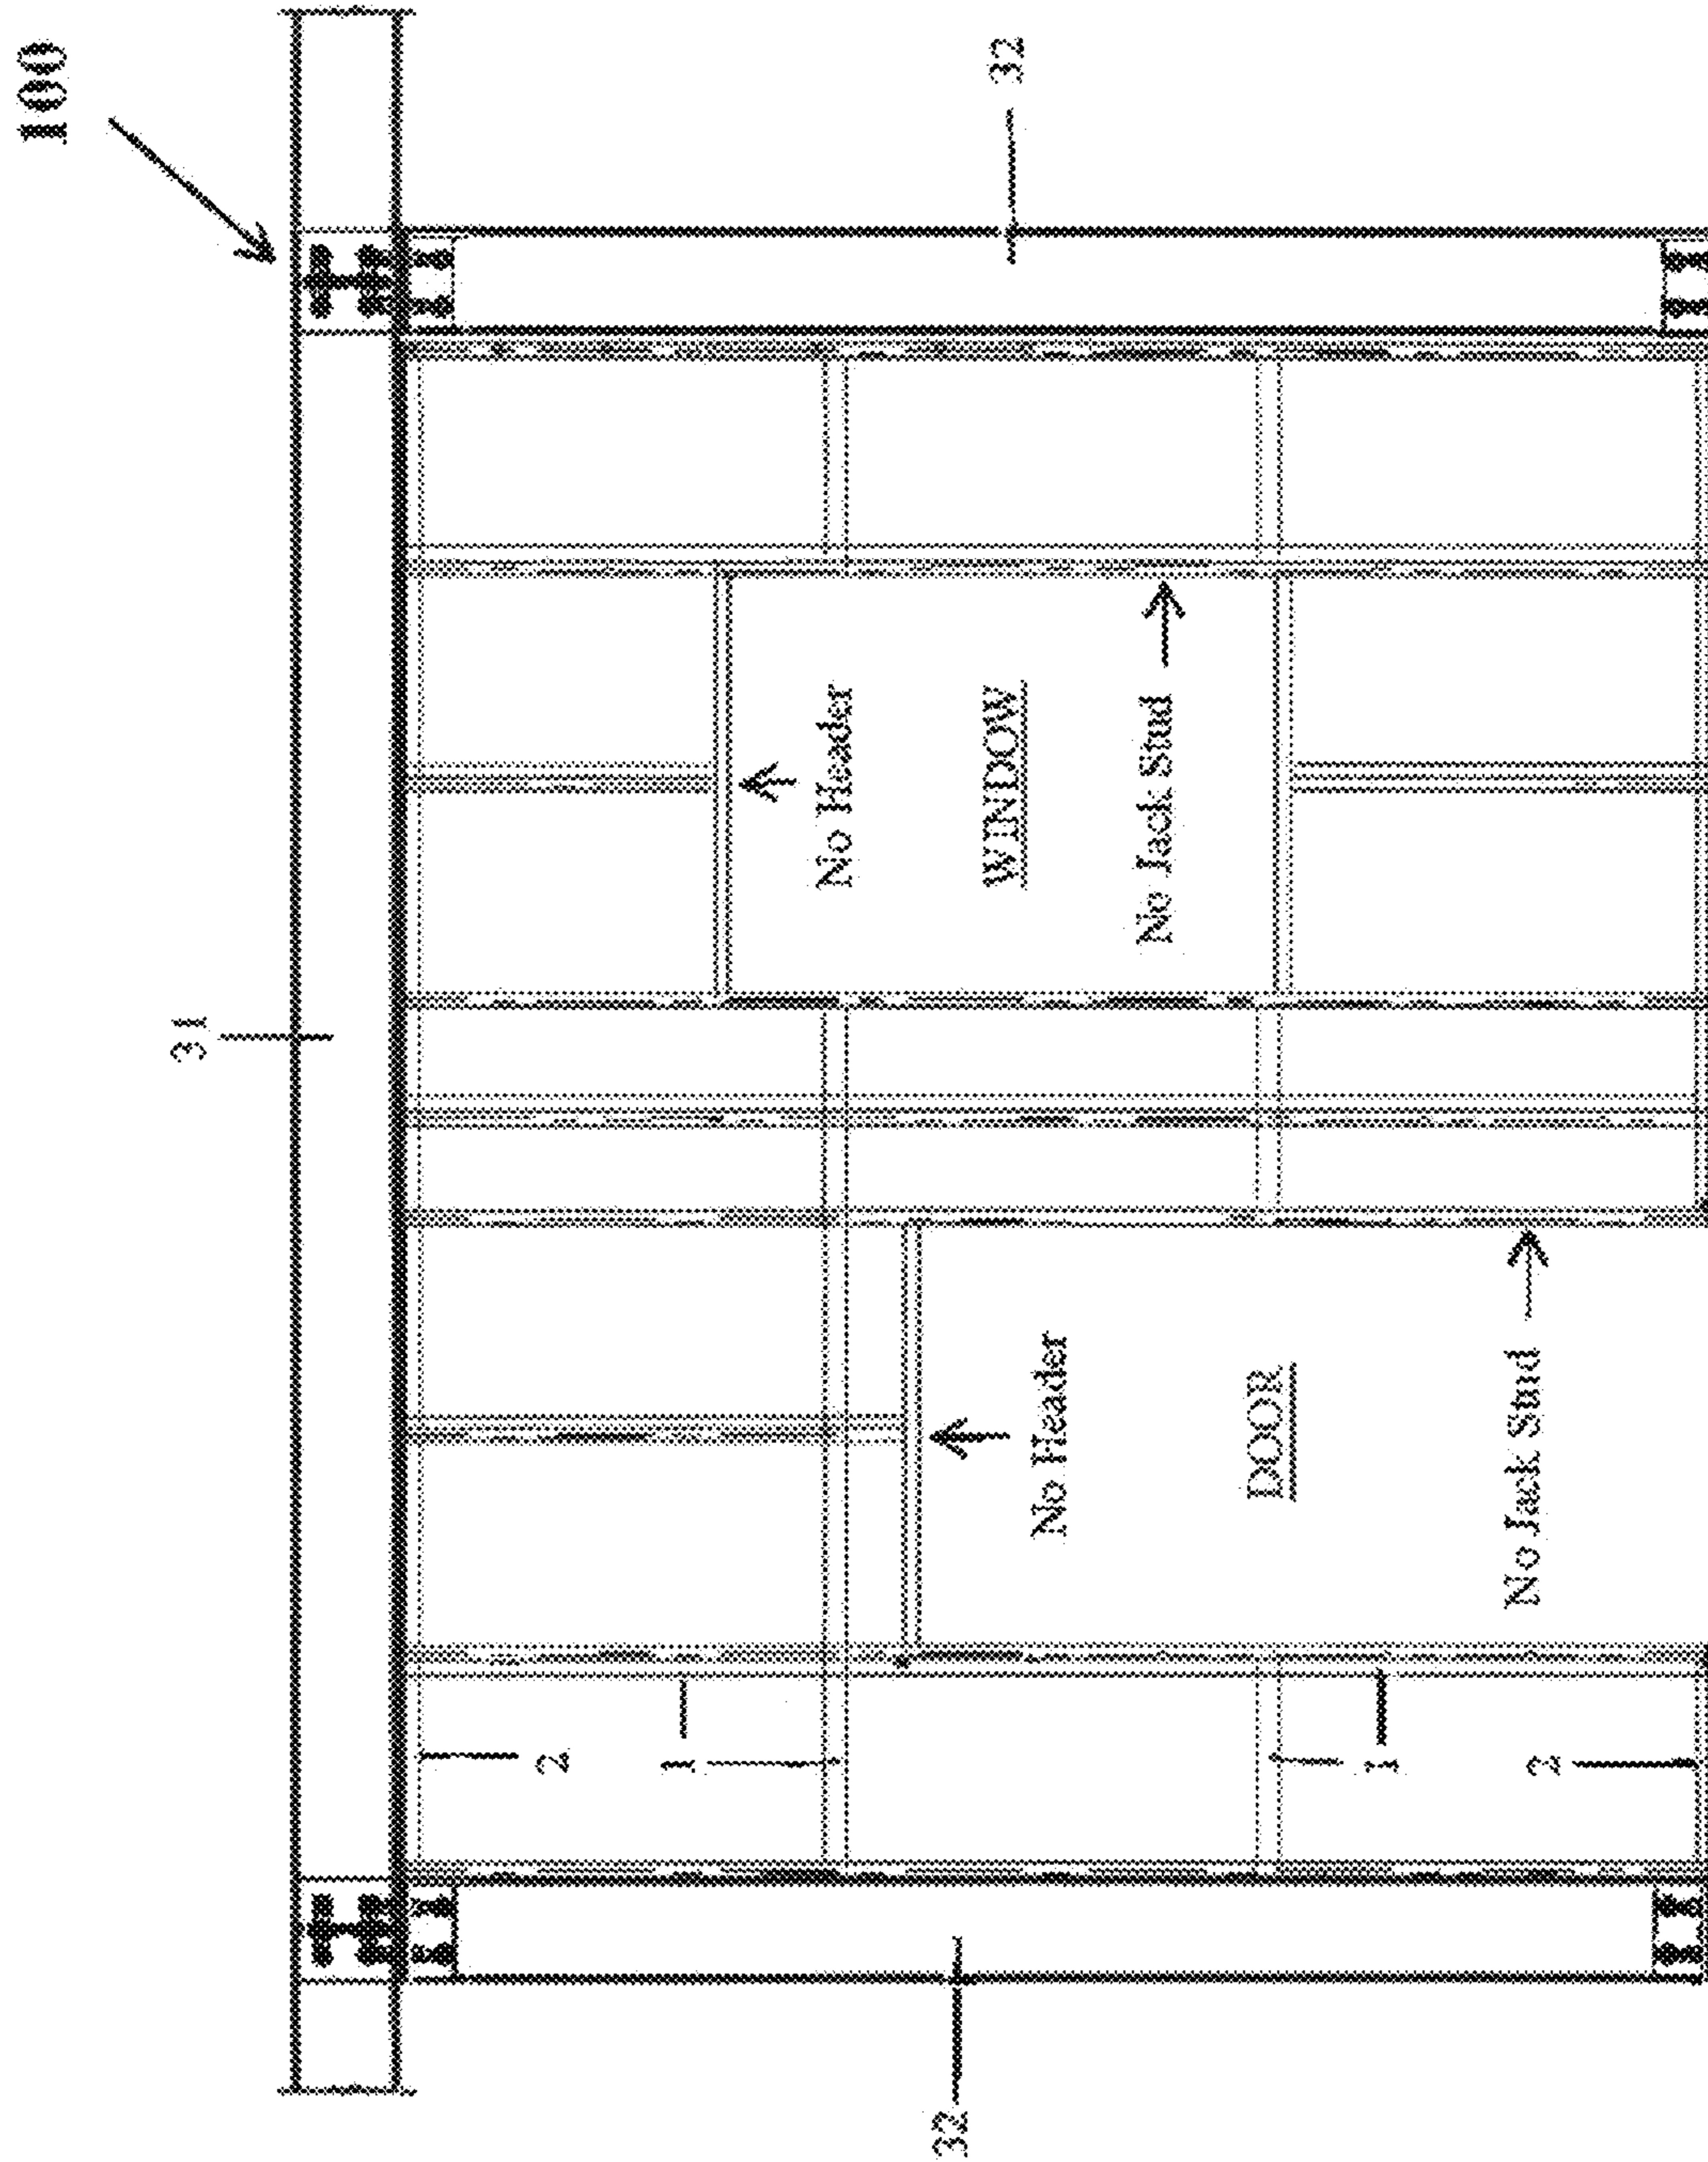 100
31
2
1
No Header
32
WINDOW
32
No Header
No Jack Stud
DOOR
1
No Jack Stud
2